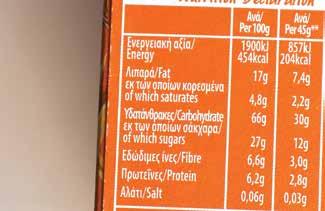 Ανά/ Ανά/
Per 100g Per 45g**
Ενεργειακή αξία/ 1900kJ 857kJ
Energy 454kcal 204kcal
Λιπαρά/Fat 17g 7,4g
εκ των οποίων κορεσμένα
of which saturates 4,8g 2,2g
Υδατάνθρακες/Carbohydrate 66g 30g
εκ των οποίων σάκχαρα/
of which sugars 27g 12g
Εδώδιμες ίνες/Fibre 6,6g 3,0g
Πρωτεΐνες/Protein 6,2g 2,8g
Αλάτι/Salt 0,06g 0,03g